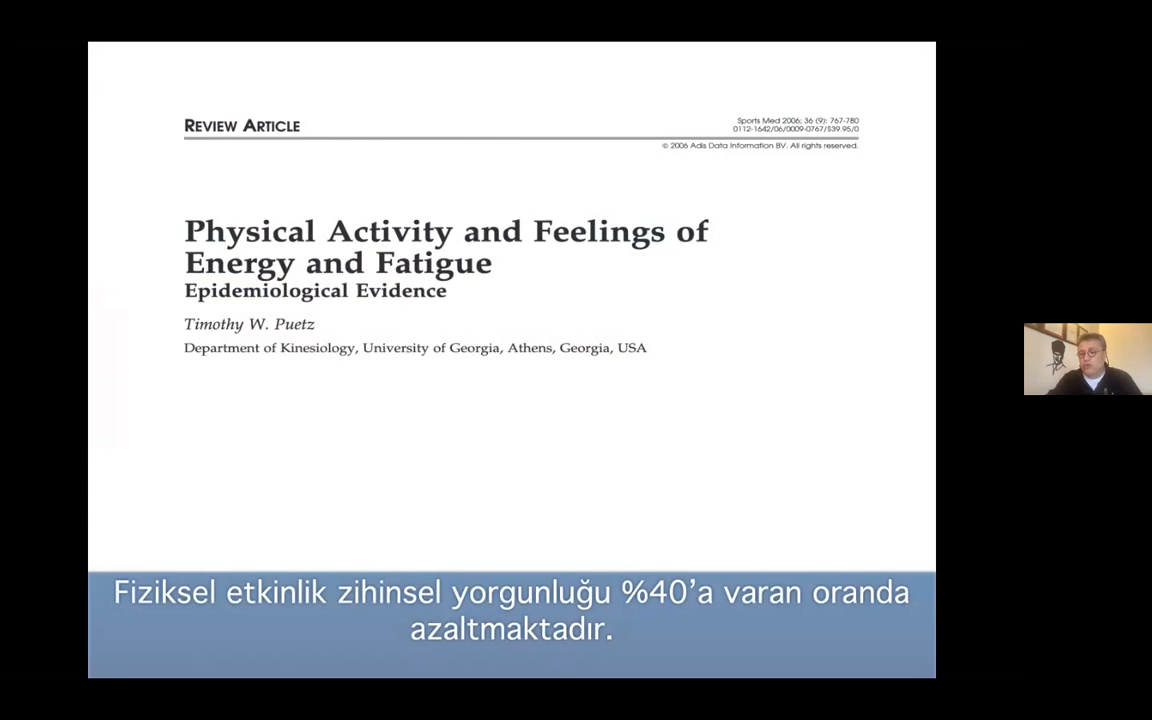 REVIEW ARTICLE
Sports Med 2006; 36 (9): 767-780
0112-1642/06/0009-0767/$39.95/0
© 2006 Adis Data Information BV. All rights reserved.
Physical Activity and Feelings of
Energy and Fatigue
Epidemiological Evidence
Timothy W. Puetz
Department of Kinesiology, University of Georgia, Athens, Georgia, USA
Fiziksel etkinlik zihinsel yorgunluğu %40’a varan oranda
azaltmaktadır.